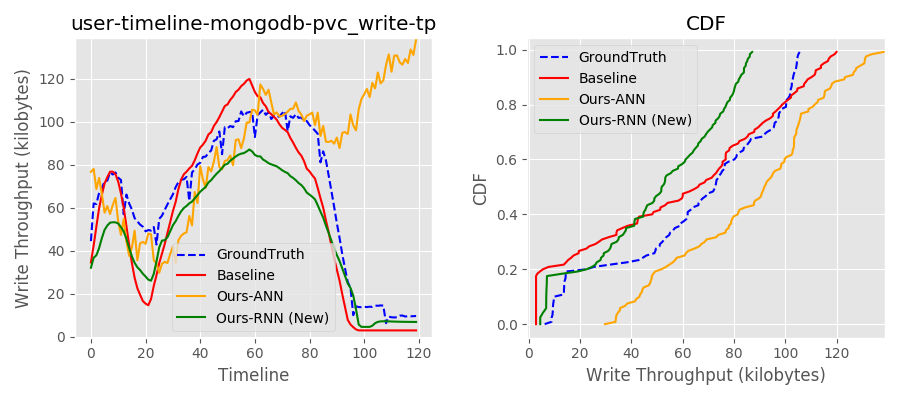 user-timeline-mongodb-pvc_write-tp
Write Throughput (kilobytes)
120
100
80
60
40
20
0
GroundTruth
Baseline
Ours-ANN
Ours-RNN (New)
0 20 40 60 80 100 120
Timeline
CDF
CDF
1.0
0.8
0.6
0.4
0.2
0.0
GroundTruth
Baseline
Ours-ANN
Ours-RNN (New)
0 20 40 60 80 100 120
Write Throughput (kilobytes)